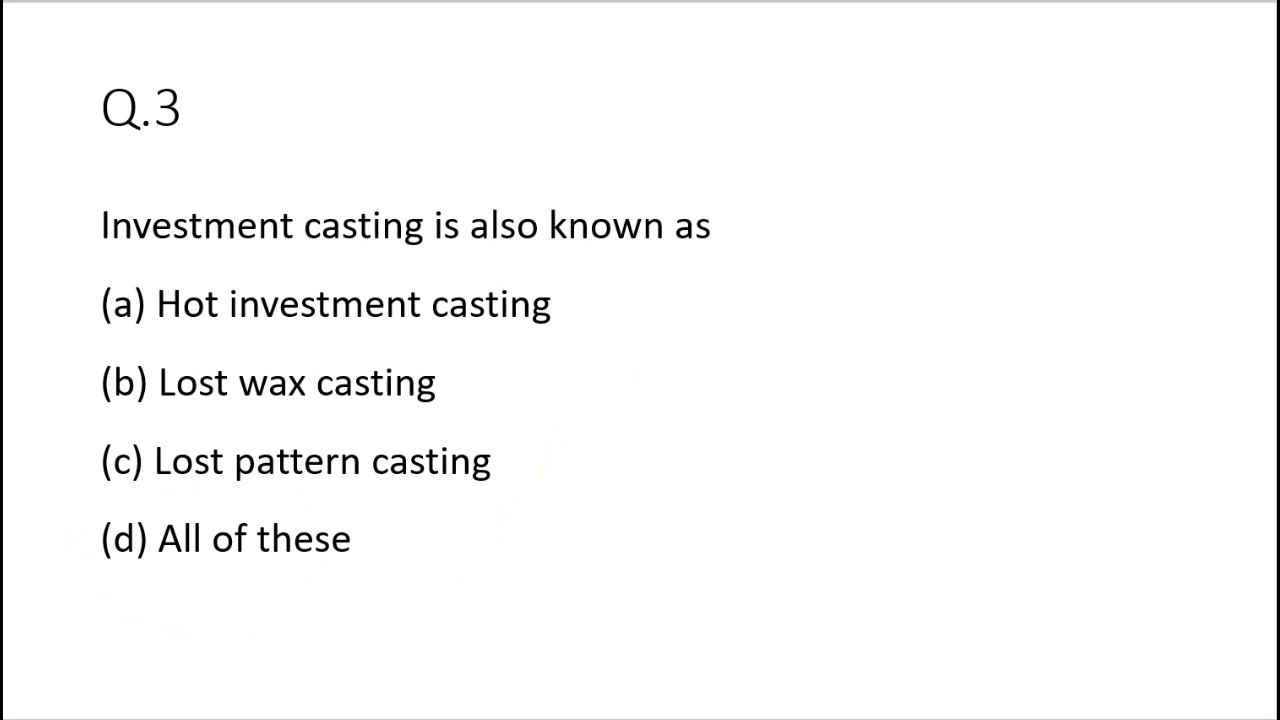 Q.3
Investment casting is also known as
(a) Hot investment casting
(b) Lost wax casting
(c) Lost pattern casting
(d) All of these